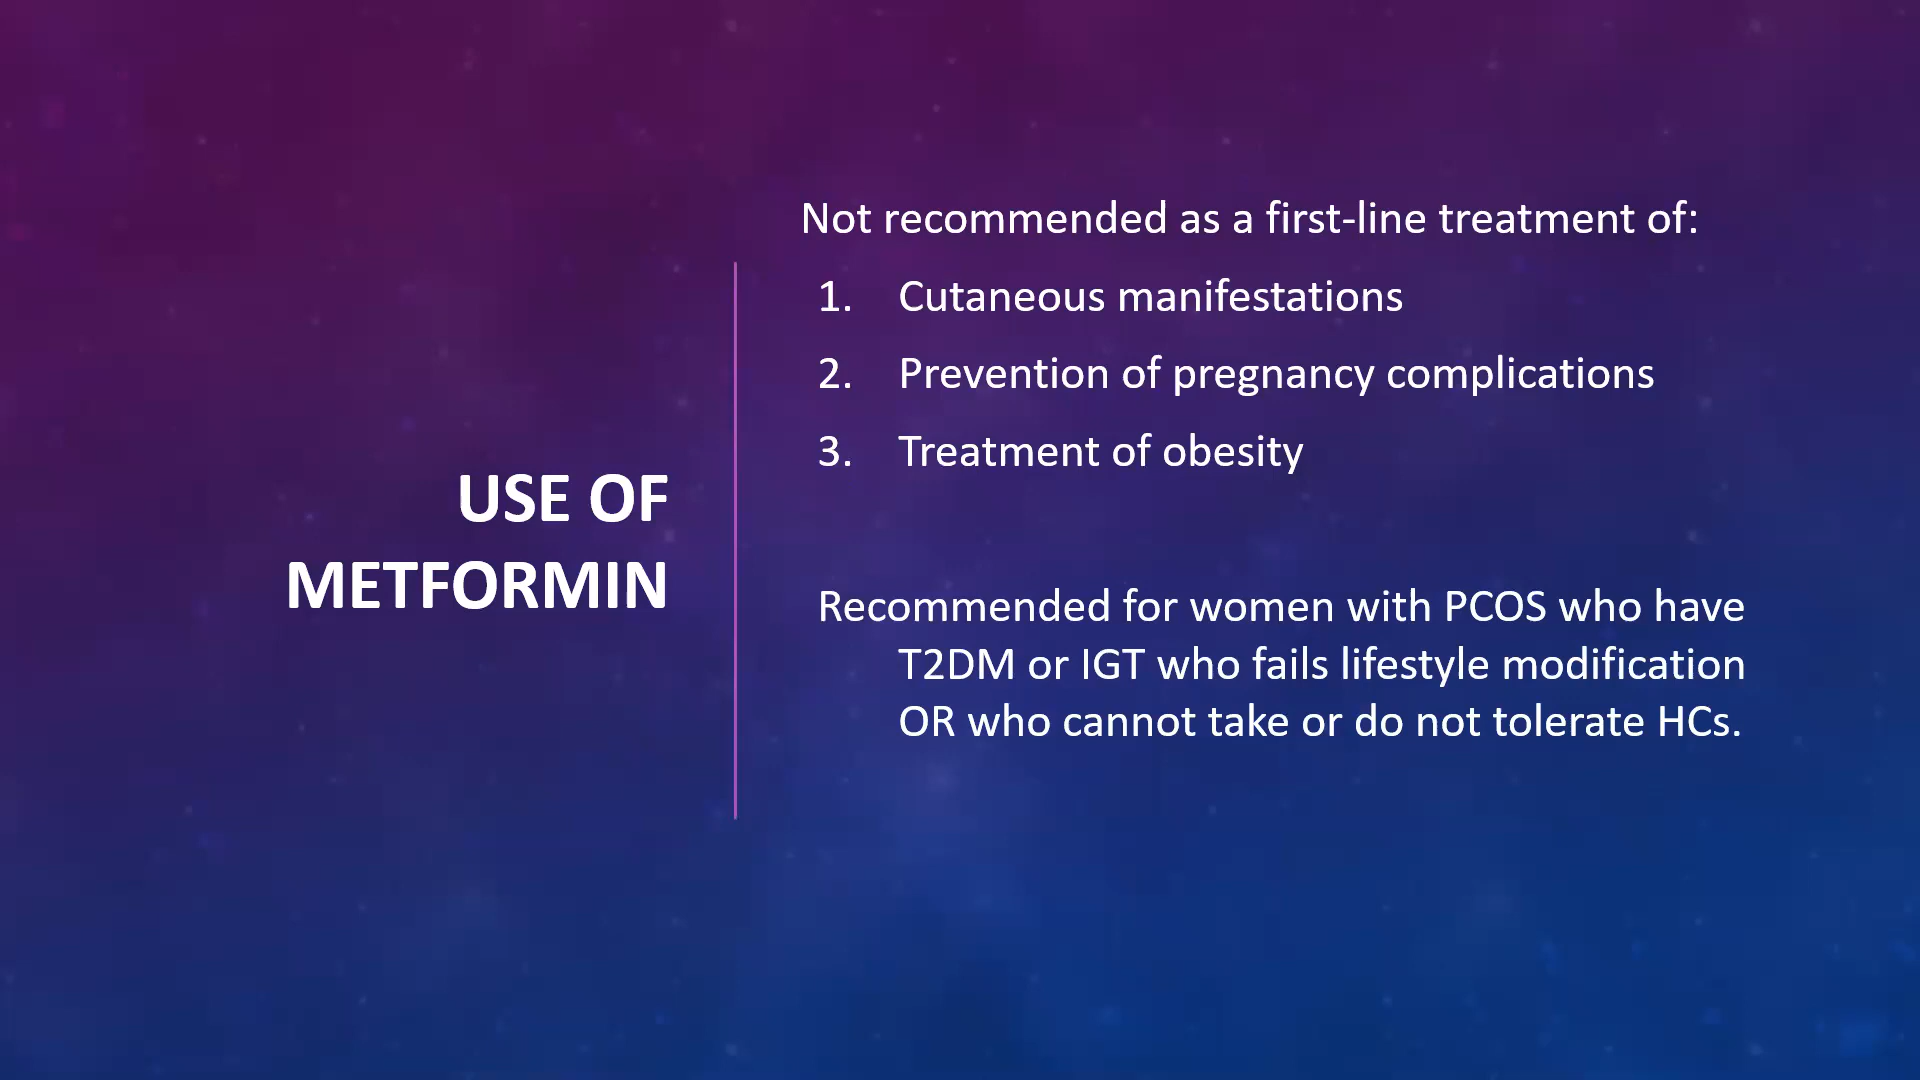 USE OF
METFORMIN
Not recommended as a first-line treatment of:
1. Cutaneous manifestations
2. Prevention of pregnancy complications
3. Treatment of obesity
Recommended for women with PCOS who have
T2DM or IGT who fails lifestyle modification
OR who cannot take or do not tolerate HCs.